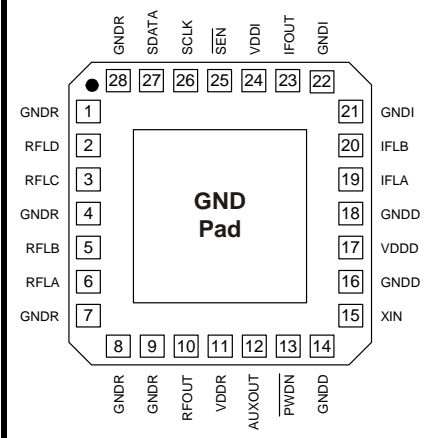 GNDR SDATA SCLK SEN VDDI IFOUT GNDI
28 27 26 25 24 23 22
GNDR 1 21 GNDI
RFLD 2 20 IFLB
RFLC 3 19 IFLA
GNDR 4 18 GNDD
GND
Pad
RFLB 5 17 VDDD
RFLA 6 16 GNDD
GNDR 7 15 XIN
8 9 10 11 12 13 14
GNDR GNDR RFOUT VDDR AUXOUT PWDN GNDD